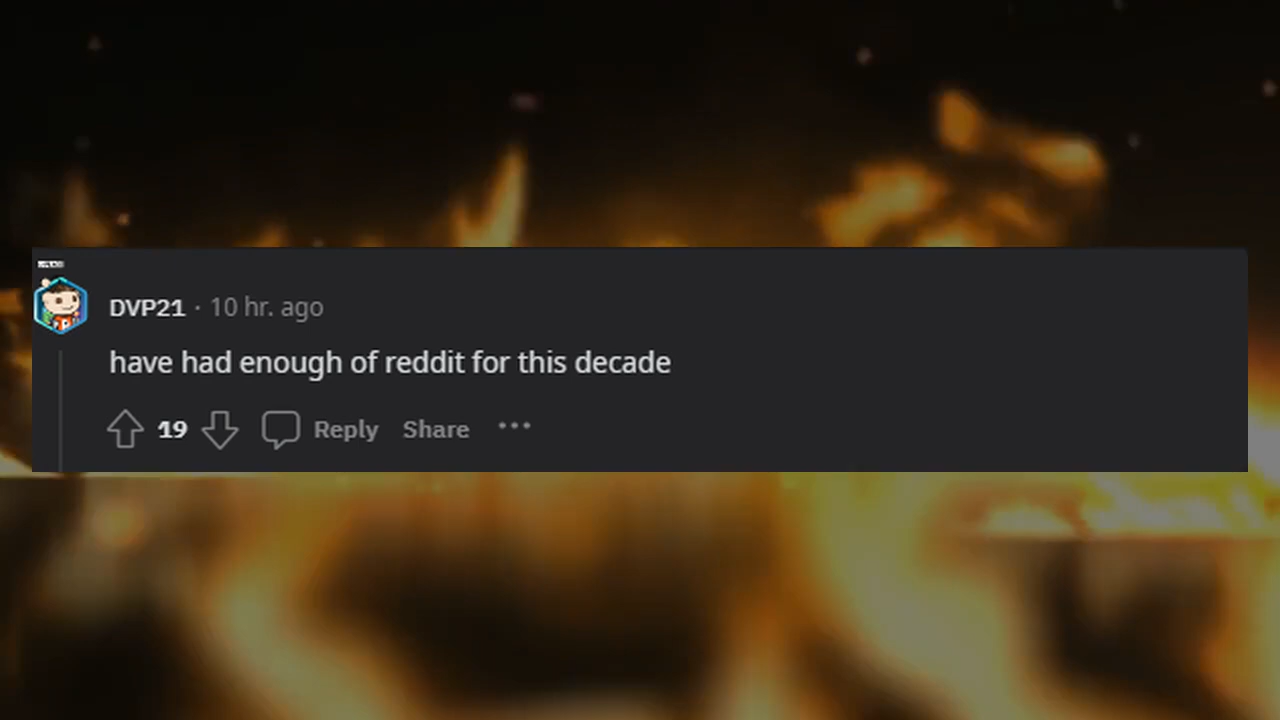 DVP21 · 10 hr. ago
have had enough of reddit for this decade
19 Reply Share